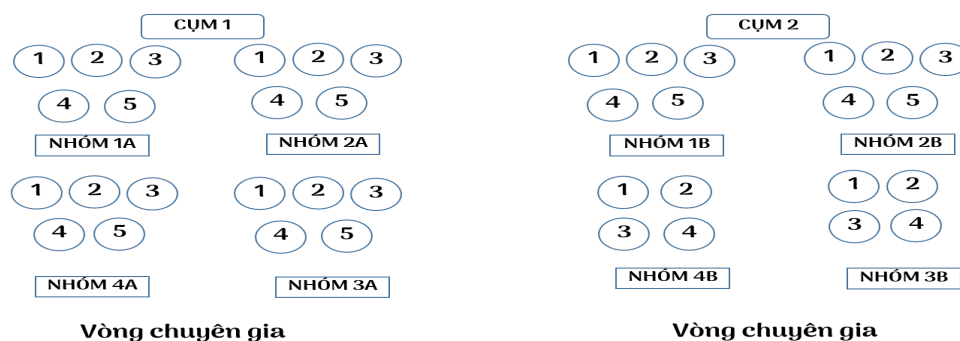 CỤM 1
1 2 3
4 5
NHÓM 1A
1 2 3
4 5
NHÓM 2A
1 2 3
4 5
NHÓM 4A
1 2 3
4 5
NHÓM 3A
Vòng chuyên gia
CỤM 2
1 2 3
4 5
NHÓM 1B
1 2 3
4 5
NHÓM 2B
1 2
3 4
NHÓM 4B
1 2
3 4
NHÓM 3B
Vòng chuyên gia